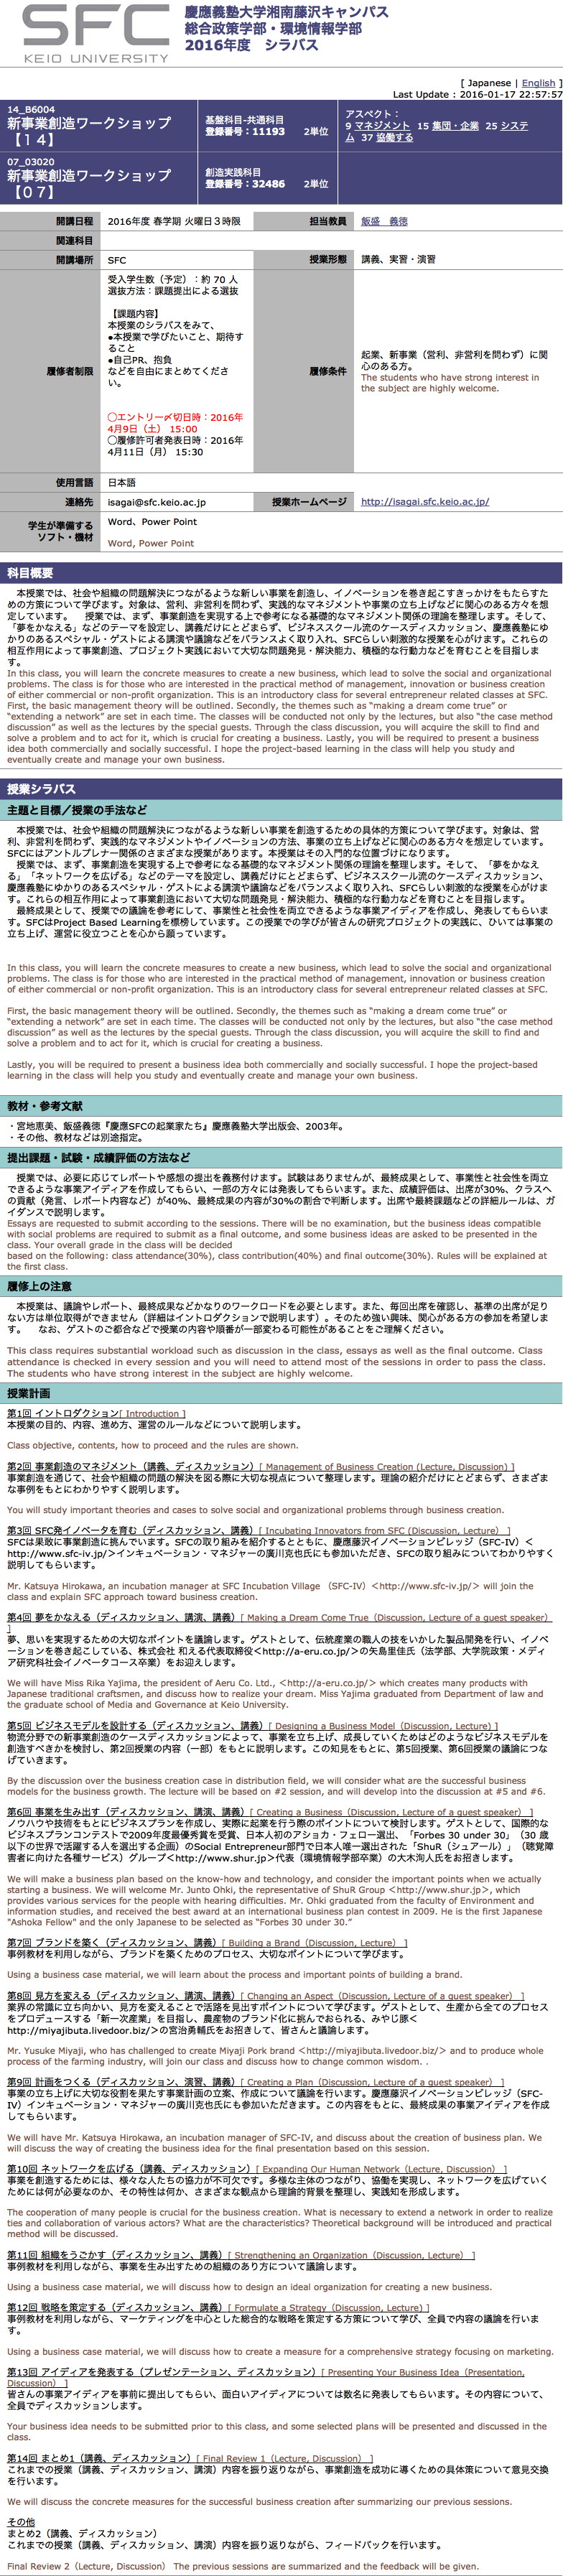 SFC
KEIO UNIVERSITY
慶應義塾大学湘南藤沢キャンパス
総合政策学部・環境情報学部
2016年度　シラバス
[ Japanese | English ]
Last Update : 2016-01-17 22:57:57
14_B6004
新事業創造ワークショップ
【１４】
基盤科目-共通科目
登録番号：11193　　2単位
アスペクト：
9 マネジメント　15 集団・企業　25 システ
ム　37 協働する
07_03020
新事業創造ワークショップ
【０７】
創造実践科目
登録番号：32486　　2単位
開講日程
2016年度 春学期 火曜日３時限
担当教員
飯盛　義徳
関連科目
開講場所
SFC
授業形態
講義、実習・演習
履修者制限
受入学生数（予定）：約 70 人
選抜方法：課題提出による選抜
【課題内容】
本授業のシラバスをみて、
●本授業で学びたいこと、期待す
ること
●自己PR、抱負
などを自由にまとめてくださ
い。
◯エントリー〆切日時：2016年
4月9日（土） 15:00
◯履修許可者発表日時：2016年
4月11日（月） 15:30
履修条件
起業、新事業（営利、非営利を問わず）に関
心のある方。
The students who have strong interest in
the subject are highly welcome.
使用言語
日本語
連絡先
isagai@sfc.keio.ac.jp
授業ホームページ
http://isagai.sfc.keio.ac.jp/
学生が準備する
ソフト・機材
Word、Power Point
Word, Power Point
科目概要
　本授業では、社会や組織の問題解決につながるような新しい事業を創造し、イノベーションを巻き起こすきっかけをもたらすた
めの方策について学びます。対象は、営利、非営利を問わず、実践的なマネジメントや事業の立ち上げなどに関心のある方々を想
定しています。　授業では、まず、事業創造を実現する上で参考になる基礎的なマネジメント関係の理論を整理します。そして、
「夢をかなえる」などのテーマを設定し、講義だけにとどまらず、ビジネススクール流のケースディスカッション、慶應義塾にゆ
かりのあるスペシャル・ゲストによる講演や議論などをバランスよく取り入れ、SFCらしい刺激的な授業を心がけます。これらの
相互作用によって事業創造、プロジェクト実践において大切な問題発見・解決能力、積極的な行動力などを育むことを目指しま
す。
In this class, you will learn the concrete measures to create a new business, which lead to solve the social and organizational
problems. The class is for those who are interested in the practical method of management, innovation or business creation
of either commercial or non-profit organization. This is an introductory class for several entrepreneur related classes at SFC.
First, the basic management theory will be outlined. Secondly, the themes such as “making a dream come true” or
“extending a network” are set in each time. The classes will be conducted not only by the lectures, but also “the case method
discussion” as well as the lectures by the special guests. Through the class discussion, you will acquire the skill to find and
solve a problem and to act for it, which is crucial for creating a business. Lastly, you will be required to present a business
idea both commercially and socially successful. I hope the project-based learning in the class will help you study and
eventually create and manage your own business.
授業シラバス
主題と目標／授業の手法など
　本授業では、社会や組織の問題解決につながるような新しい事業を創造するための具体的方策について学びます。対象は、営
利、非営利を問わず、実践的なマネジメントやイノベーションの方法、事業の立ち上げなどに関心のある方々を想定しています。
SFCにはアントルプレナー関係のさまざまな授業があります。本授業はその入門的な位置づけになります。
　授業では、まず、事業創造を実現する上で参考になる基礎的なマネジメント関係の理論を整理します。そして、「夢をかなえ
る」「ネットワークを広げる」などのテーマを設定し、講義だけにとどまらず、ビジネススクール流のケースディスカッション、
慶應義塾にゆかりのあるスペシャル・ゲストによる講演や議論などをバランスよく取り入れ、SFCらしい刺激的な授業を心がけま
す。これらの相互作用によって事業創造において大切な問題発見・解決能力、積極的な行動力などを育むことを目指します。
　最終成果として、授業での議論を参考にして、事業性と社会性を両立できるような事業アイディアを作成し、発表してもらいま
す。SFCはProject Based Learningを標榜しています。この授業での学びが皆さんの研究プロジェクトの実践に、ひいては事業の
立ち上げ、運営に役立つことを心から願っています。
In this class, you will learn the concrete measures to create a new business, which lead to solve the social and organizational
problems. The class is for those who are interested in the practical method of management, innovation or business creation
of either commercial or non-profit organization. This is an introductory class for several entrepreneur related classes at SFC.
First, the basic management theory will be outlined. Secondly, the themes such as “making a dream come true” or
“extending a network” are set in each time. The classes will be conducted not only by the lectures, but also “the case method
discussion” as well as the lectures by the special guests. Through the class discussion, you will acquire the skill to find and
solve a problem and to act for it, which is crucial for creating a business.
Lastly, you will be required to present a business idea both commercially and socially successful. I hope the project-based
learning in the class will help you study and eventually create and manage your own business.
教材・参考文献
・宮地恵美、飯盛義徳『慶應SFCの起業家たち』慶應義塾大学出版会、2003年。
・その他、教材などは別途指定。
提出課題・試験・成績評価の方法など
　授業では、必要に応じてレポートや感想の提出を義務付けます。試験はありませんが、最終成果として、事業性と社会性を両立
できるような事業アイディアを作成してもらい、一部の方々には発表してもらいます。また、成績評価は、出席が30%、クラスへ
の貢献（発言、レポート内容など）が40%、最終成果の内容が30%の割合で判断します。出席や最終課題などの詳細ルールは、ガ
イダンスで説明します。
Essays are requested to submit according to the sessions. There will be no examination, but the business ideas compatible
with social problems are required to submit as a final outcome, and some business ideas are asked to be presented in the
class. Your overall grade in the class will be decided
based on the following: class attendance(30%), class contribution(40%) and final outcome(30%). Rules will be explained at
the first class.
履修上の注意
　本授業は、議論やレポート、最終成果などかなりのワークロードを必要とします。また、毎回出席を確認し、基準の出席が足り
ない方は単位取得ができません（詳細はイントロダクションで説明します）。そのため強い興味、関心がある方の参加を希望しま
す。　なお、ゲストのご都合などで授業の内容や順番が一部変わる可能性があることをご理解ください。
This class requires substantial workload such as discussion in the class, essays as well as the final outcome. Class
attendance is checked in every session and you will need to attend most of the sessions in order to pass the class.
The students who have strong interest in the subject are highly welcome.
授業計画
第1回 イントロダクション[ Introduction ]
本授業の目的、内容、進め方、運営のルールなどについて説明します。
Class objective, contents, how to proceed and the rules are shown.
第2回 事業創造のマネジメント（講義、ディスカッション）[ Management of Business Creation (Lecture, Discussion) ]
事業創造を通じて、社会や組織の問題の解決を図る際に大切な視点について整理します。理論の紹介だけにとどまらず、さまざま
な事例をもとにわかりやすく説明します。
You will study important theories and cases to solve social and organizational problems through business creation.
第3回 SFC発イノベータを育む（ディスカッション、講義）[ Incubating Innovators from SFC (Discussion, Lecture） ]
SFCは果敢に事業創造に挑んでいます。SFCの取り組みを紹介するとともに、慶應藤沢イノベーションビレッジ（SFC-IV）＜
http://www.sfc-iv.jp/＞インキュベーション・マネジャーの廣川克也氏にも参加いただき、SFCの取り組みについてわかりやすく
説明してもらいます。
Mr. Katsuya Hirokawa, an incubation manager at SFC Incubation Village （SFC-IV）＜http://www.sfc-iv.jp/＞ will join the
class and explain SFC approach toward business creation.
第4回 夢をかなえる（ディスカッション、講演、講義）[ Making a Dream Come True（Discussion, Lecture of a guest speaker）
]
夢、思いを実現するための大切なポイントを議論します。ゲストとして、伝統産業の職人の技をいかした製品開発を行い、イノベ
ーションを巻き起こしている、株式会社 和える代表取締役＜http://a-eru.co.jp/＞の矢島里佳氏（法学部、大学院政策・メディ
ア研究科社会イノベータコース卒業）をお迎えします。
We will have Miss Rika Yajima, the president of Aeru Co. Ltd., ＜http://a-eru.co.jp/＞ which creates many products with
Japanese traditional craftsmen, and discuss how to realize your dream. Miss Yajima graduated from Department of law and
the graduate school of Media and Governance at Keio University.
第5回 ビジネスモデルを設計する（ディスカッション、講義）[ Designing a Business Model（Discussion, Lecture) ]
物流分野での新事業創造のケースディスカッションによって、事業を立ち上げ、成長していくためはどのようなビジネスモデルを
創造すべきかを検討し、第2回授業の内容（一部）をもとに説明します。この知見をもとに、第5回授業、第6回授業の議論につな
げていきます。
By the discussion over the business creation case in distribution field, we will consider what are the successful business
models for the business growth. The lecture will be based on #2 session, and will develop into the discussion at #5 and #6.
第6回 事業を生み出す（ディスカッション、講演、講義）[ Creating a Business（Discussion, Lecture of a guest speaker） ]
ノウハウや技術をもとにビジネスプランを作成し、実際に起業を行う際のポイントについて検討します。ゲストとして、国際的な
ビジネスプランコンテストで2009年度最優秀賞を受賞、日本人初のアショカ・フェロー選出、「Forbes 30 under 30」（30 歳
以下の世界で活躍する人を選出する企画）のSocial Entrepreneur部門で日本人唯一選出された「ShuR（シュアール）」（聴覚障
害者に向けた各種サービス）グループ＜http://www.shur.jp＞代表（環境情報学部卒業）の大木洵人氏をお招きします。
We will make a business plan based on the know-how and technology, and consider the important points when we actually
starting a business. We will welcome Mr. Junto Ohki, the representative of ShuR Group ＜http://www.shur.jp＞, which
provides various services for the people with hearing difficulties. Mr. Ohki graduated from the faculty of Environment and
information studies, and received the best award at an international business plan contest in 2009. He is the first Japanese
"Ashoka Fellow" and the only Japanese to be selected as “Forbes 30 under 30.”
第7回 ブランドを築く（ディスカッション、講義）[ Building a Brand（Discussion, Lecture） ]
事例教材を利用しながら、ブランドを築くためのプロセス、大切なポイントについて学びます。
Using a business case material, we will learn about the process and important points of building a brand.
第8回 見方を変える（ディスカッション、講演、講義）[ Changing an Aspect（Discussion, Lecture of a guest speaker） ]
業界の常識に立ち向かい、見方を変えることで活路を見出すポイントについて学びます。ゲストとして、生産から全てのプロセス
をプロデュースする「新一次産業」を目指し、農産物のブランド化に挑んでおられる、みやじ豚＜
http://miyajibuta.livedoor.biz/＞の宮治勇輔氏をお招きして、皆さんと議論します。
Mr. Yusuke Miyaji, who has challenged to create Miyaji Pork brand ＜http://miyajibuta.livedoor.biz/＞ and to produce whole
process of the farming industry, will join our class and discuss how to change common wisdom. .
第9回 計画をつくる（ディスカッション、演習、講義）[ Creating a Plan（Discussion, Lecture of a guest speaker） ]
事業の立ち上げに大切な役割を果たす事業計画の立案、作成について議論を行います。慶應藤沢イノベーションビレッジ（SFC-
IV）インキュベーション・マネジャーの廣川克也氏にも参加いただきます。この内容をもとに、最終成果の事業アイディアを作成
してもらいます。
We will have Mr. Katsuya Hirokawa, an incubation manager of SFC-IV, and discuss about the creation of business plan. We
will discuss the way of creating the business idea for the final presentation based on this session.
第10回 ネットワークを広げる（講義、ディスカッション）[ Expanding Our Human Network（Lecture, Discussion） ]
事業を創造するためには、様々な人たちの協力が不可欠です。多様な主体のつながり、協働を実現し、ネットワークを広げていく
ためには何が必要なのか、その特性は何か、さまざまな観点から理論的背景を整理し、実践知を形成します。
The cooperation of many people is crucial for the business creation. What is necessary to extend a network in order to realize
ties and collaboration of various actors? What are the characteristics? Theoretical background will be introduced and practical
method will be discussed.
第11回 組織をうごかす（ディスカッション、講義）[ Strengthening an Organization（Discussion, Lecture） ]
事例教材を利用しながら、事業を生み出すための組織のあり方について議論します。
Using a business case material, we will discuss how to design an ideal organization for creating a new business.
第12回 戦略を策定する（ディスカッション、講義）[ Formulate a Strategy（Discussion, Lecture) ]
事例教材を利用しながら、マーケティングを中心とした総合的な戦略を策定する方策について学び、全員で内容の議論を行いま
す。
Using a business case material, we will discuss how to create a measure for a comprehensive strategy focusing on marketing.
第13回 アイディアを発表する（プレゼンテーション、ディスカッション）[ Presenting Your Business Idea（Presentation,
Discussion） ]
皆さんの事業アイディアを事前に提出してもらい、面白いアイディアについては数名に発表してもらいます。その内容について、
全員でディスカッションします。
Your business idea needs to be submitted prior to this class, and some selected plans will be presented and discussed in the
class.
第14回 まとめ1（講義、ディスカッション）[ Final Review 1（Lecture, Discussion） ]
これまでの授業（講義、ディスカッション、講演）内容を振り返りながら、事業創造を成功に導くための具体策について意見交換
を行います。
We will discuss the concrete measures for the successful business creation after summarizing our previous sessions.
その他
まとめ2（講義、ディスカッション）
これまでの授業（講義、ディスカッション、講演）内容を振り返りながら、フィードバックを行います。
Final Review 2（Lecture, Discussion） The previous sessions are summarized and the feedback will be given.